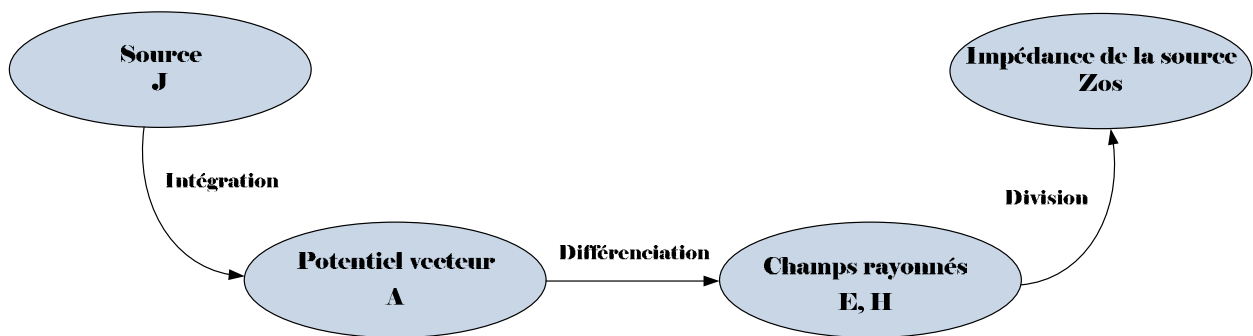 Source
J
Intégration
Potentiel vecteur
A
Différenciation
Champs rayonnés
E, H
Division
Impédance de la source
Zos